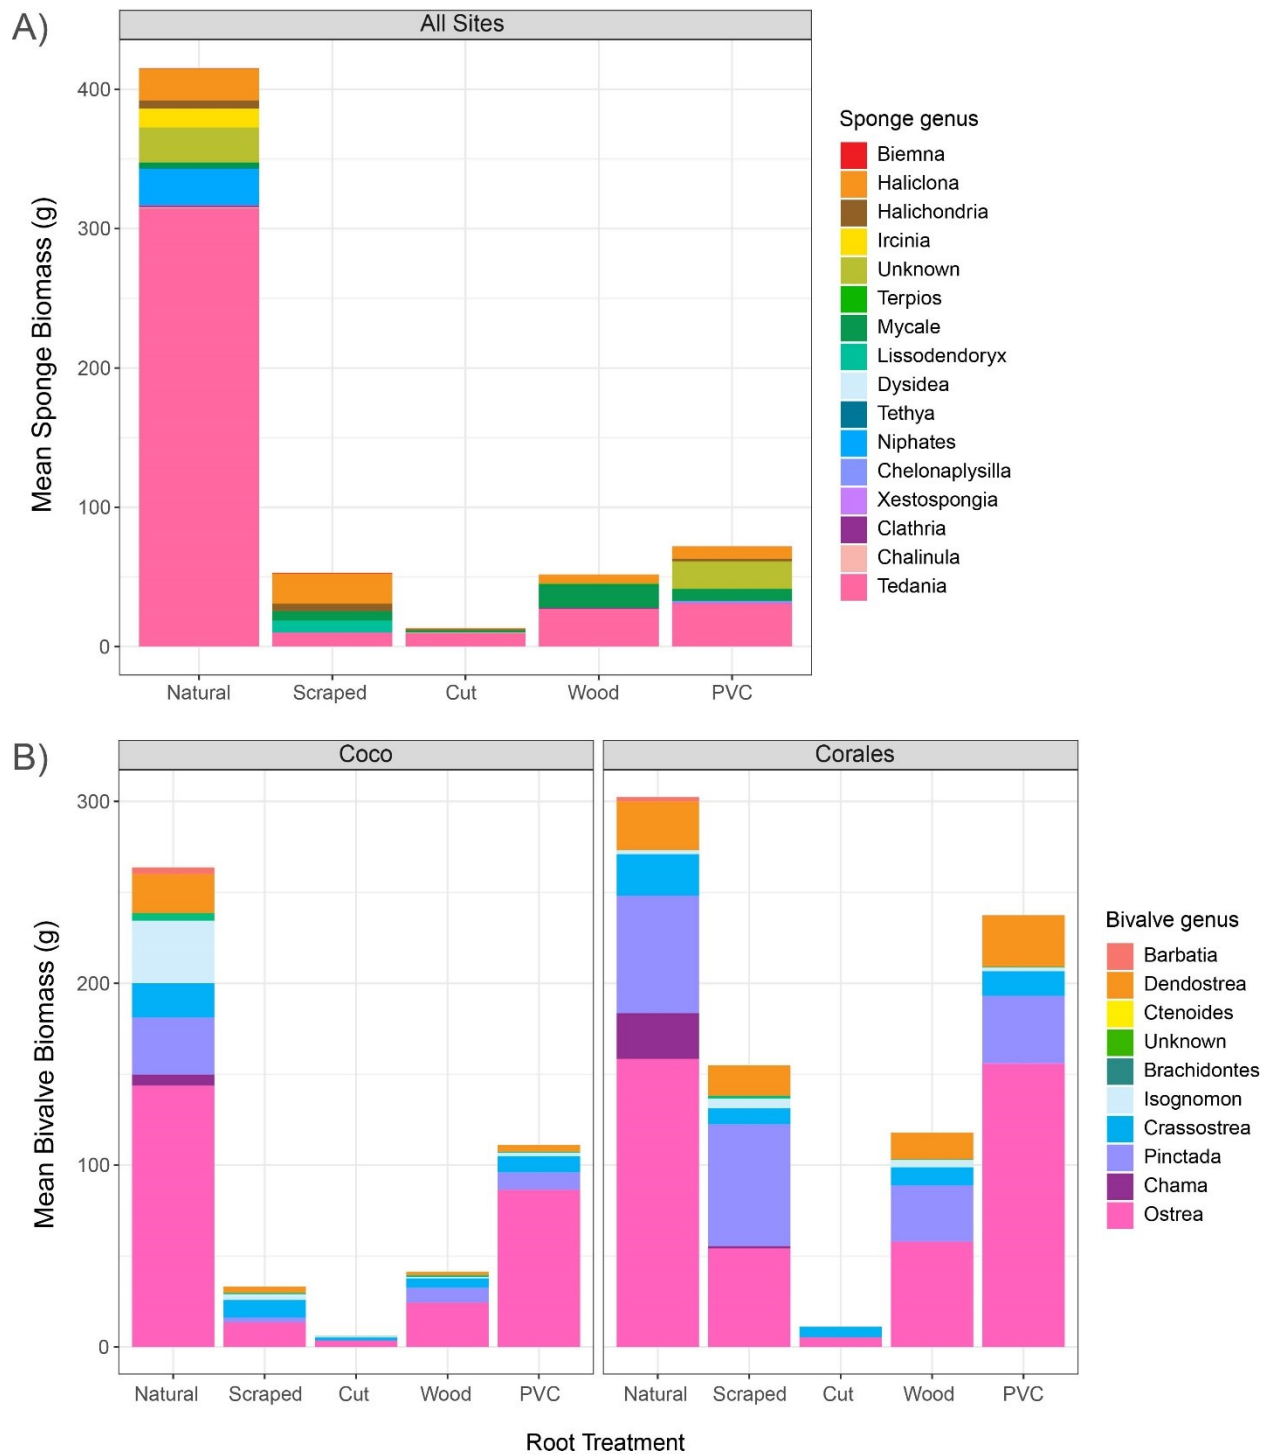 A)
All Sites
Mean Sponge Biomass (g)
400
300
200
100
0
Natural Scraped Cut Wood PVC
Sponge genus
Biemna
Haliclona
Halichondria
Ircinia
Unknown
Terpios
Mycale
Lissodendoryx
Dysidea
Tethya
Niphates
Chelonaplysilla
Xestospongia
Clathria
Chalinula
Tedania
B)
Coco Corales
Mean Bivalve Biomass (g)
300
200
100
0
Natural Scraped Cut Wood PVC Natural Scraped Cut Wood PVC
Root Treatment
Bivalve genus
Barbatia
Dendostrea
Ctenoides
Unknown
Brachidontes
Isognomon
Crassostrea
Pinctada
Chama
Ostrea